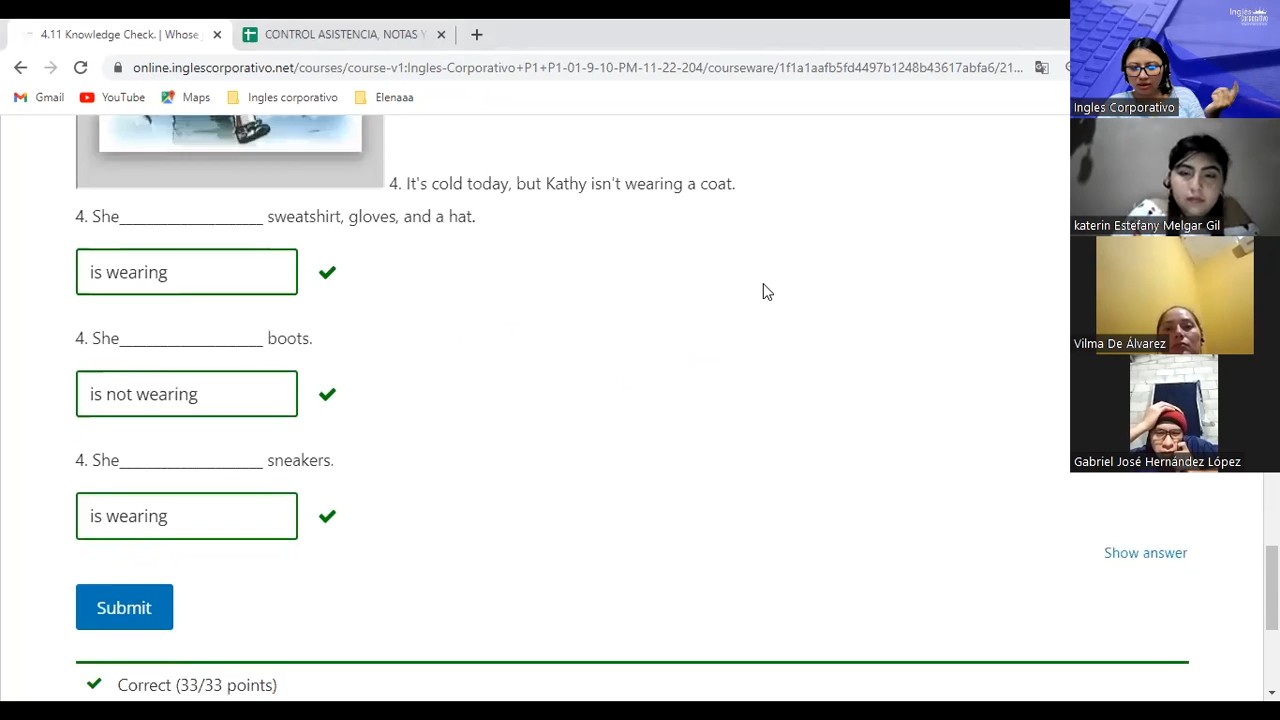 4.11 Knowledge Check. | Whose
CONTROL ASISTENCIA, NOTAS Y
online.inglescorporativo.net/courses/course-v1:Ingles-Corporativo+P1+P1-01-9-10-PM-11-22-204/courseware/1f1a1aafb5fd4497b1248b43617abfa6/21...
Gmail YouTube Maps Ingles corporativo Elenaaa
4. It's cold today, but Kathy isn't wearing a coat.
4. She___________________ sweatshirt, gloves, and a hat.
is wearing
4. She___________________ boots.
is not wearing
4. She___________________ sneakers.
is wearing
Show answer
Submit
Correct (33/33 points)
Ingles
Ingles Corporativo
katerin Estefany Melgar Gil
Vilma De Álvarez
Gabriel José Hernández López